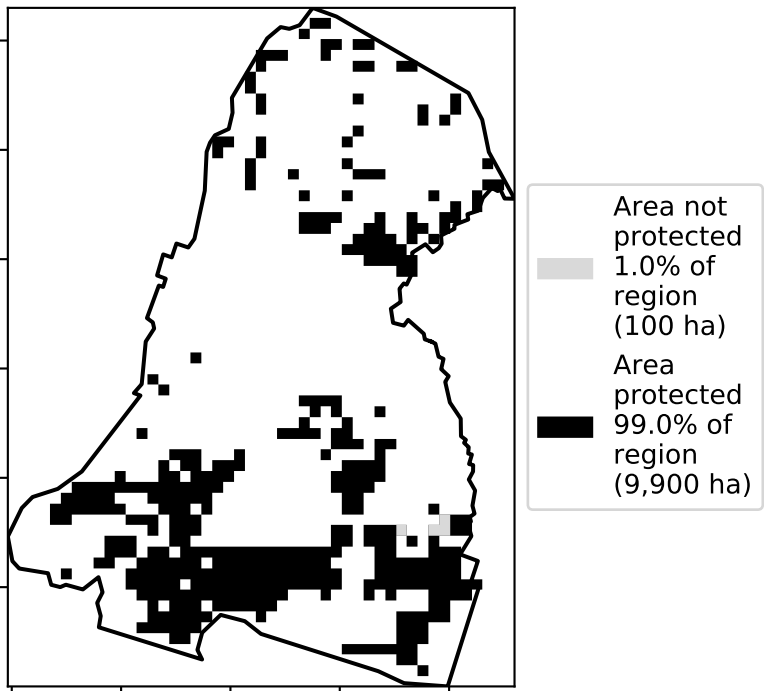 Area not
protected
1.0% of
region
(100 ha)
Area
protected
99.0% of
region
(9,900 ha)